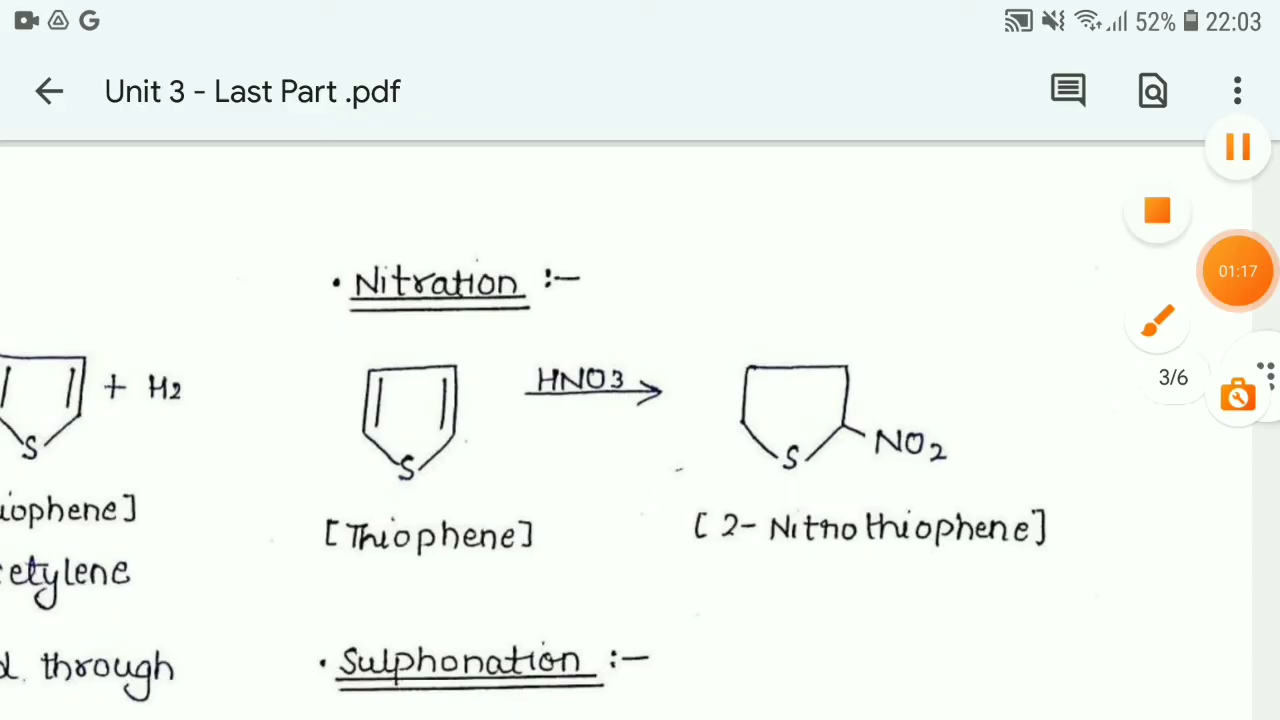 52% 22:03
Unit 3 - Last Part .pdf
01:17
3/6
• Nitration :-
+ H2
S
HNO3
S
S
NO2
iophene]
[Thiophene]
[2-Nitrothiophene]
etylene
• Sulphonation :-
d through